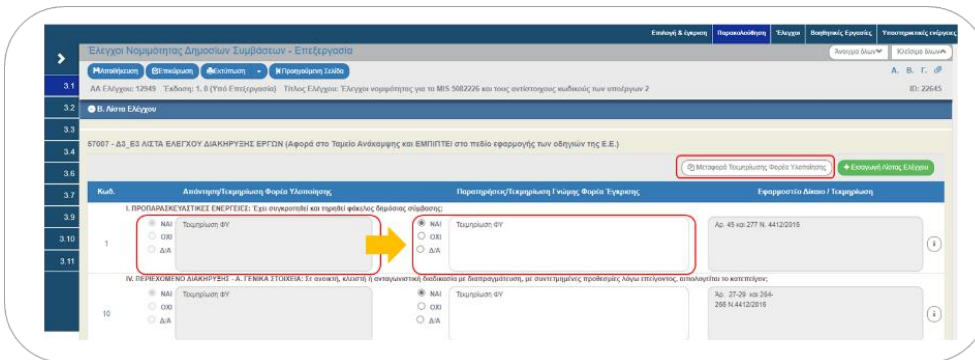 Επιλογή & έγκριση Παρακολούθηση Έλεγχοι Βοηθητικές Εργασίες Υποστηρικτικές ενέργειες
Έλεγχοι Νομιμότητας Δημοσίων Συμβάσεων - Επεξεργασία Άνοιγμα όλων Κλείσιμο όλων
Αποθήκευση Επικύρωση Εκτύπωση Προηγούμενη Σελίδα Α. Β. Γ.
3.1 ΑΑ Ελέγχου: 12949 Έκδοση: 1. 0 (Υπό Επεξεργασία) Τίτλος Ελέγχου: Έλεγχοι νομιμότητας για το MIS 5082226 και τους αντίστοιχους κωδικούς των υποέργων 2 ID: 22645
3.2 Β. Λίστα Ελέγχου
3.3
3.4 57007 - Δ3_Ε3 ΛΙΣΤΑ ΕΛΕΓΧΟΥ ΔΙΑΚΗΡΥΞΗΣ ΕΡΓΩΝ (Αφορά στο Ταμείο Ανάκαμψης και ΕΜΠΙΠΤΕΙ στο πεδίο εφαρμογής των οδηγιών της Ε.Ε.)
3.6 Μεταφορά Τεκμηρίωσης Φορέα Υλοποίησης +Εισαγωγή Λίστας Ελέγχου
3.7 Κωδ. Απάντηση/Τεκμηρίωση Φορέα Υλοποίησης Παρατηρήσεις/Τεκμηρίωση Γνώμης Φορέα Έγκρισης Εφαρμοστέο Δίκαιο / Τεκμηρίωση
Ι. ΠΡΟΠΑΡΑΣΚΕΥΑΣΤΙΚΕΣ ΕΝΕΡΓΕΙΕΣ: Έχει συγκροτηθεί και τηρηθεί φάκελος δημόσιας σύμβασης;
3.9 ΝΑΙ Τεκμηρίωση ΦΥ ΝΑΙ Τεκμηρίωση ΦΥ Αρ. 45 και 277 Ν. 4412/2016
3.10 1 ΟΧΙ ΟΧΙ
3.11 Δ/Α Δ/Α
IV. ΠΕΡΙΕΧΟΜΕΝΟ ΔΙΑΚΗΡΥΞΗΣ - Α. ΓΕΝΙΚΑ ΣΤΟΙΧΕΙΑ: Σε ανοικτή, κλειστή ή ανταγωνιστική διαδικασία με διαπραγμάτευση, με συντετμημένες προθεσμίες λόγω επείγοντος, αιτιολογείται το κατεπείγον;
ΝΑΙ Τεκμηρίωση ΦΥ ΝΑΙ Τεκμηρίωση ΦΥ Άρ. 27-29 και 264-
10 ΟΧΙ ΟΧΙ 266 Ν.4412/2016
Δ/Α Δ/Α